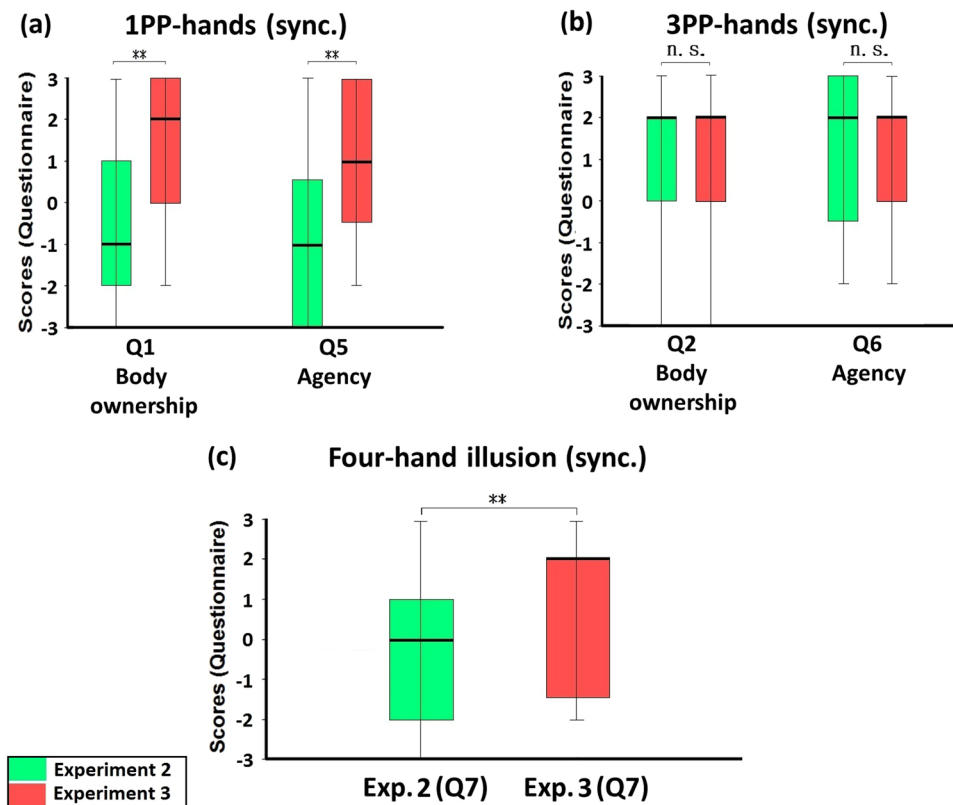 (a) 1PP-hands (sync.)
**
**
Scores (Questionnaire)
3
2
1
0
-1
-2
-3
Q1
Body
ownership
Q5
Agency
(b) 3PP-hands (sync.)
n. s.
n. s.
Scores (Questionnaire)
3
2
1
0
-1
-2
-3
Q2
Body
ownership
Q6
Agency
(c) Four-hand illusion (sync.)
**
Scores (Questionnaire)
3
2
1
0
-1
-2
-3
Exp. 2 (Q7)
Exp. 3 (Q7)
Experiment 2
Experiment 3